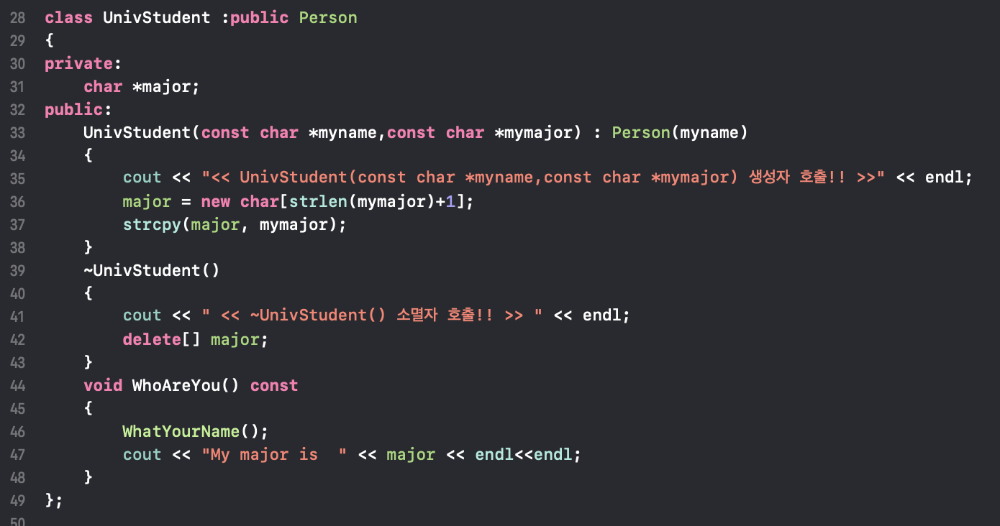 28 class UnivStudent :public Person
29 {
30 private:
31     char *major;
32 public:
33     UnivStudent(const char *myname,const char *mymajor) : Person(myname)
34     {
35         cout << "<< UnivStudent(const char *myname,const char *mymajor) 생성자 호출!! >>" << endl;
36         major = new char[strlen(mymajor)+1];
37         strcpy(major, mymajor);
38     }
39     ~UnivStudent()
40     {
41         cout << " << ~UnivStudent() 소멸자 호출!! >> " << endl;
42         delete[] major;
43     }
44     void WhoAreYou() const
45     {
46         WhatYourName();
47         cout << "My major is  " << major << endl<<endl;
48     }
49 };
50